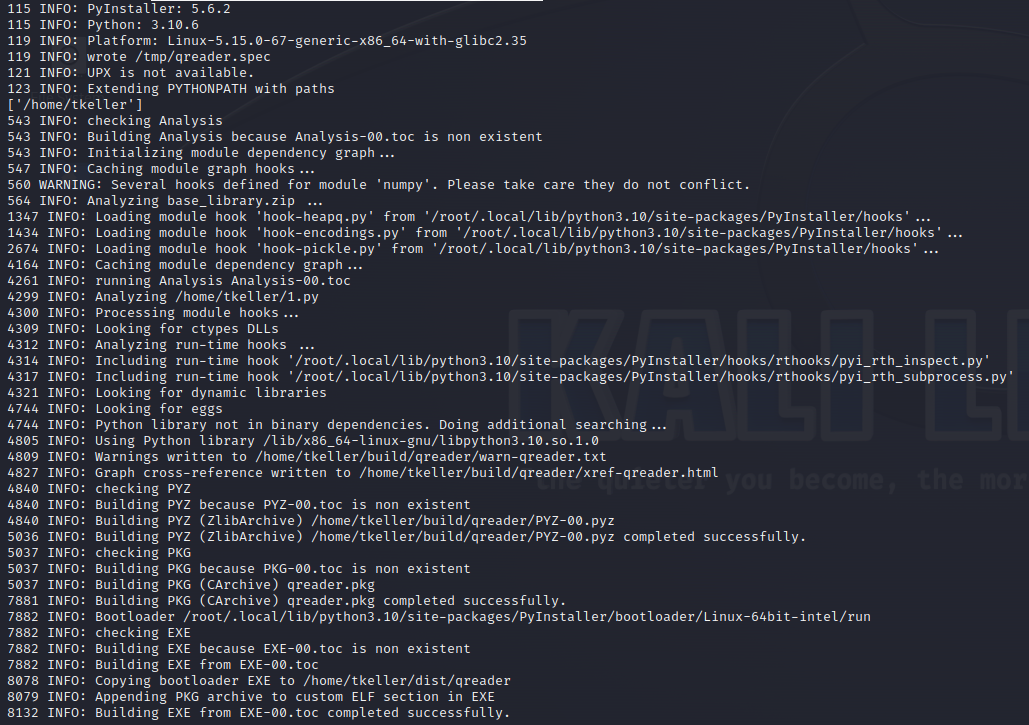 115 INFO: PyInstaller: 5.6.2
115 INFO: Python: 3.10.6
119 INFO: Platform: Linux-5.15.0-67-generic-x86_64-with-glibc2.35
119 INFO: wrote /tmp/qreader.spec
121 INFO: UPX is not available.
123 INFO: Extending PYTHONPATH with paths
['/home/tkeller']
543 INFO: checking Analysis
543 INFO: Building Analysis because Analysis-00.toc is non existent
543 INFO: Initializing module dependency graph...
547 INFO: Caching module graph hooks...
560 WARNING: Several hooks defined for module 'numpy'. Please take care they do not conflict.
564 INFO: Analyzing base_library.zip ...
1347 INFO: Loading module hook 'hook-heapq.py' from '/root/.local/lib/python3.10/site-packages/PyInstaller/hooks'...
1434 INFO: Loading module hook 'hook-encodings.py' from '/root/.local/lib/python3.10/site-packages/PyInstaller/hooks'...
2674 INFO: Loading module hook 'hook-pickle.py' from '/root/.local/lib/python3.10/site-packages/PyInstaller/hooks'...
4164 INFO: Caching module dependency graph...
4261 INFO: running Analysis Analysis-00.toc
4299 INFO: Analyzing /home/tkeller/1.py
4300 INFO: Processing module hooks...
4309 INFO: Looking for ctypes DLLs
4312 INFO: Analyzing run-time hooks ...
4314 INFO: Including run-time hook '/root/.local/lib/python3.10/site-packages/PyInstaller/hooks/rthooks/pyi_rth_inspect.py'
4317 INFO: Including run-time hook '/root/.local/lib/python3.10/site-packages/PyInstaller/hooks/rthooks/pyi_rth_subprocess.py'
4321 INFO: Looking for dynamic libraries
4744 INFO: Looking for eggs
4744 INFO: Python library not in binary dependencies. Doing additional searching...
4805 INFO: Using Python library /lib/x86_64-linux-gnu/libpython3.10.so.1.0
4809 INFO: Warnings written to /home/tkeller/build/qreader/warn-qreader.txt
4827 INFO: Graph cross-reference written to /home/tkeller/build/qreader/xref-qreader.html
4840 INFO: checking PYZ
4840 INFO: Building PYZ because PYZ-00.toc is non existent
4840 INFO: Building PYZ (ZlibArchive) /home/tkeller/build/qreader/PYZ-00.pyz
5036 INFO: Building PYZ (ZlibArchive) /home/tkeller/build/qreader/PYZ-00.pyz completed successfully.
5037 INFO: checking PKG
5037 INFO: Building PKG because PKG-00.toc is non existent
5037 INFO: Building PKG (CArchive) qreader.pkg
7881 INFO: Building PKG (CArchive) qreader.pkg completed successfully.
7882 INFO: Bootloader /root/.local/lib/python3.10/site-packages/PyInstaller/bootloader/Linux-64bit-intel/run
7882 INFO: checking EXE
7882 INFO: Building EXE because EXE-00.toc is non existent
7882 INFO: Building EXE from EXE-00.toc
8078 INFO: Copying bootloader EXE to /home/tkeller/dist/qreader
8079 INFO: Appending PKG archive to custom ELF section in EXE
8132 INFO: Building EXE from EXE-00.toc completed successfully.
KALI LI
the quieter you become, the mor